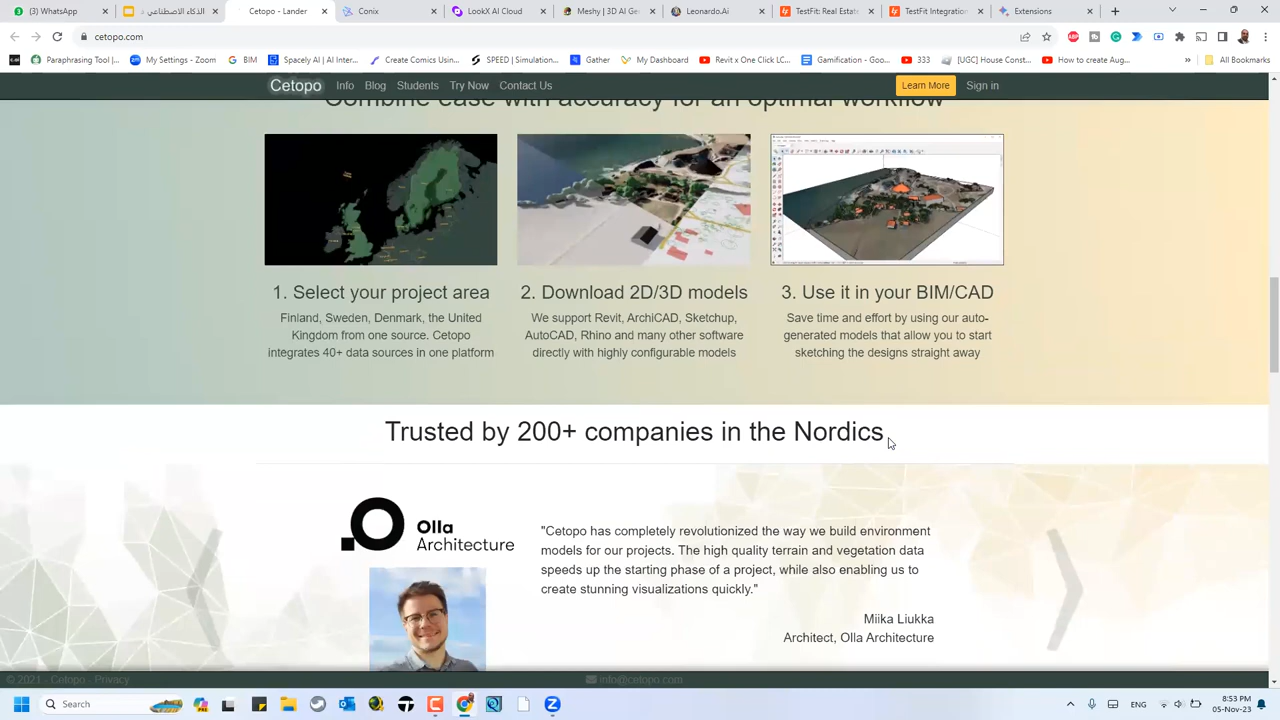 (3) WhatsApp
الذكاء الاصطناعي د
Cetopo - Lander
Conix
LookX AI Cloud
Meshy | 3D AI Ge
Leonardo.Ai
TestFit: Real Estate
TestFit Integration
Extensions
cetopo.com
Paraphrasing Tool |
My Settings - Zoom
BIM
Spacely AI | AI Inter...
Create Comics Using...
SPEED | Simulation...
Gather
My Dashboard
Revit x One Click LC...
Gamification - Goo...
333
[UGC] House Const...
How to create Aug...
»
All Bookmarks
Cetopo
Info
Blog
Students
Try Now
Contact Us
Learn More
Sign in
Combine ease with accuracy for an optimal workflow
1. Select your project area
Finland, Sweden, Denmark, the United
Kingdom from one source. Cetopo
integrates 40+ data sources in one platform
2. Download 2D/3D models
We support Revit, ArchiCAD, Sketchup,
AutoCAD, Rhino and many other software
directly with highly configurable models
3. Use it in your BIM/CAD
Save time and effort by using our auto-
generated models that allow you to start
sketching the designs straight away
Trusted by 200+ companies in the Nordics
Olla
Architecture
"Cetopo has completely revolutionized the way we build environment
models for our projects. The high quality terrain and vegetation data
speeds up the starting phase of a project, while also enabling us to
create stunning visualizations quickly."
Miika Liukka
Architect, Olla Architecture
© 2021 - Cetopo - Privacy
info@cetopo.com
Search
ENG
8:53 PM
05-Nov-23